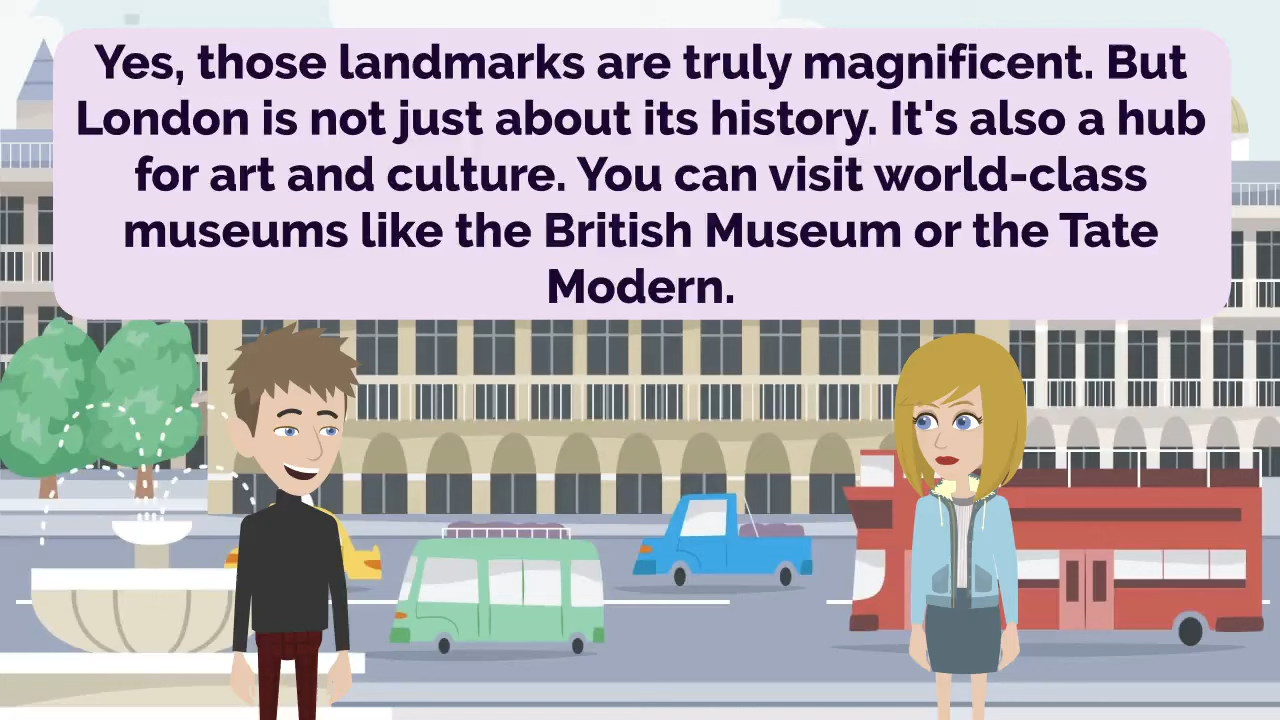 Yes, those landmarks are truly magnificent. But
London is not just about its history. It's also a hub
for art and culture. You can visit world-class
museums like the British Museum or the Tate
Modern.